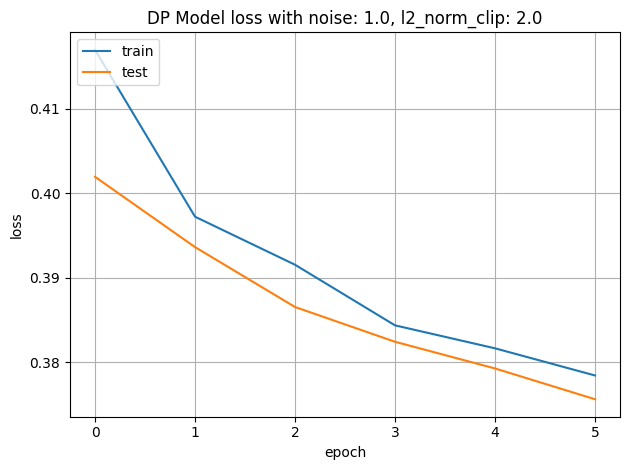 DP Model loss with noise: 1.0, l2_norm_clip: 2.0
train
test
0.41
0.40
0.39
0.38
loss
0 1 2 3 4 5
epoch